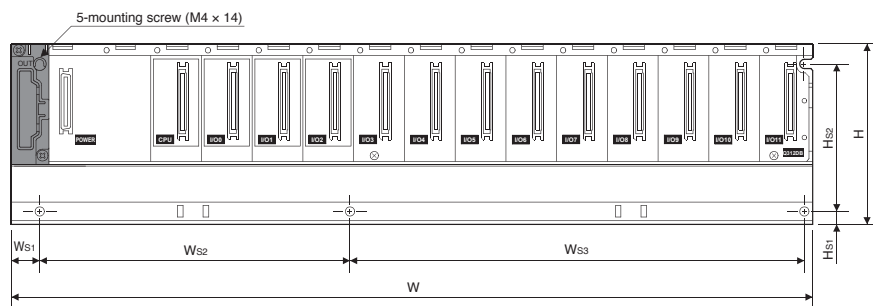 5-mounting screw (M4 × 14)
OUT
POWER
CPU
I/O0
I/O1
I/O2
I/O3
I/O4
I/O5
I/O6
I/O7
I/O8
I/O9
I/O10
I/O11
Q312DB
HS2
H
HS1
WS1
WS2
WS3
W